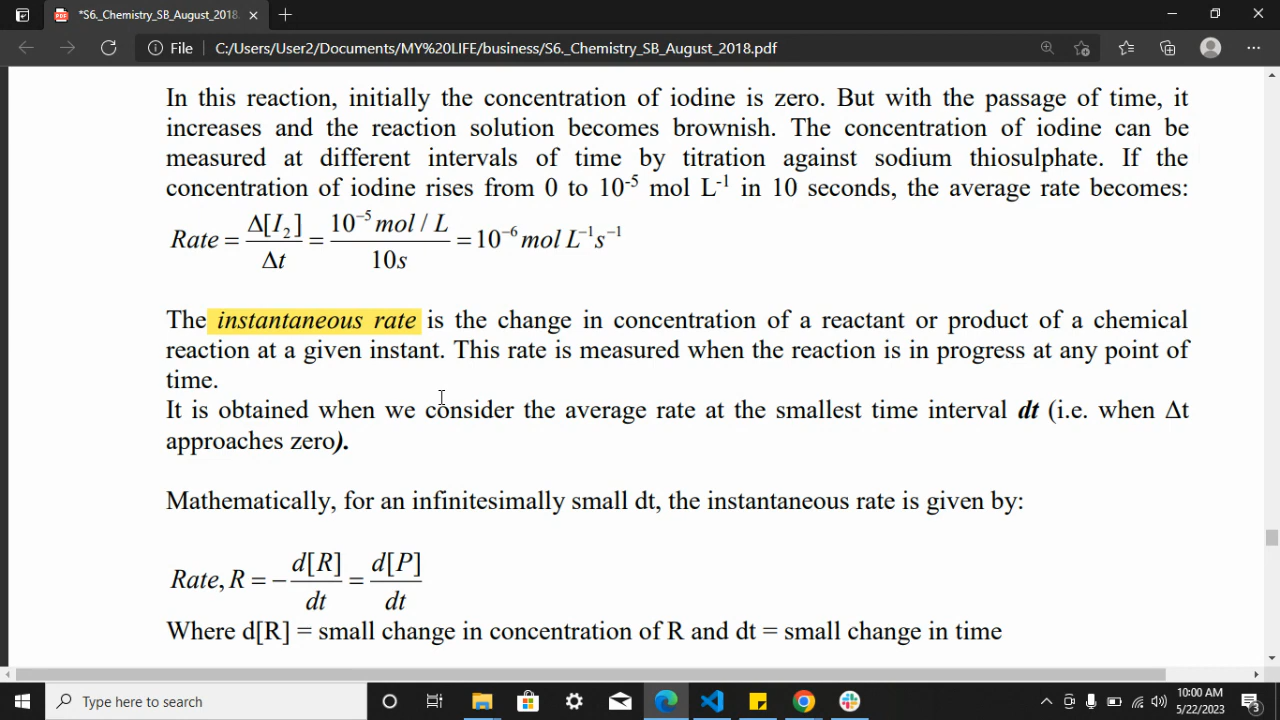 *S6._Chemistry_SB_August_2018.
File
C:/Users/User2/Documents/MY%20LIFE/business/S6._Chemistry_SB_August_2018.pdf
In this reaction, initially the concentration of iodine is zero. But with the passage of time, it
increases and the reaction solution becomes brownish. The concentration of iodine can be
measured at different intervals of time by titration against sodium thiosulphate. If the
concentration of iodine rises from 0 to 10⁻⁵ mol L⁻¹ in 10 seconds, the average rate becomes:
Rate = Δ[I₂]/Δt = 10⁻⁵ mol / L/10s = 10⁻⁶ mol L⁻¹s⁻¹
The instantaneous rate is the change in concentration of a reactant or product of a chemical
reaction at a given instant. This rate is measured when the reaction is in progress at any point of
time.
It is obtained when we consider the average rate at the smallest time interval dt (i.e. when Δt
approaches zero).
Mathematically, for an infinitesimally small dt, the instantaneous rate is given by:
Rate, R = − d[R]/dt = d[P]/dt
Where d[R] = small change in concentration of R and dt = small change in time
Type here to search
10:00 AM
5/22/2023
3